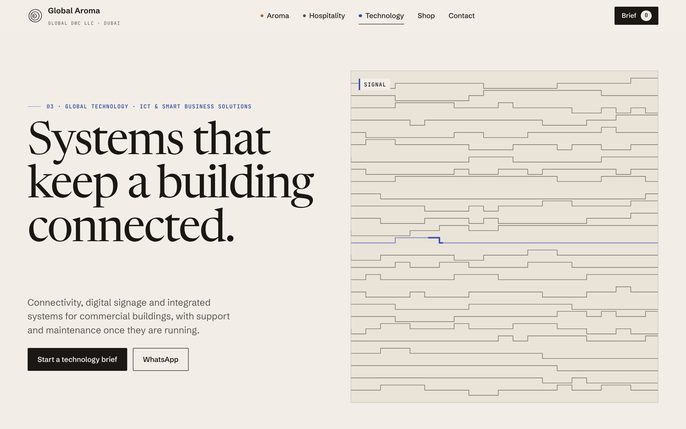 Global Aroma
GLOBAL DWC LLC · DUBAI
Aroma
Hospitality
Technology
Shop
Contact
Brief 0
03 · GLOBAL TECHNOLOGY · ICT & SMART BUSINESS SOLUTIONS
Systems that
keep a building
connected.
Connectivity, digital signage and integrated
systems for commercial buildings, with support
and maintenance once they are running.
Start a technology brief
WhatsApp
SIGNAL